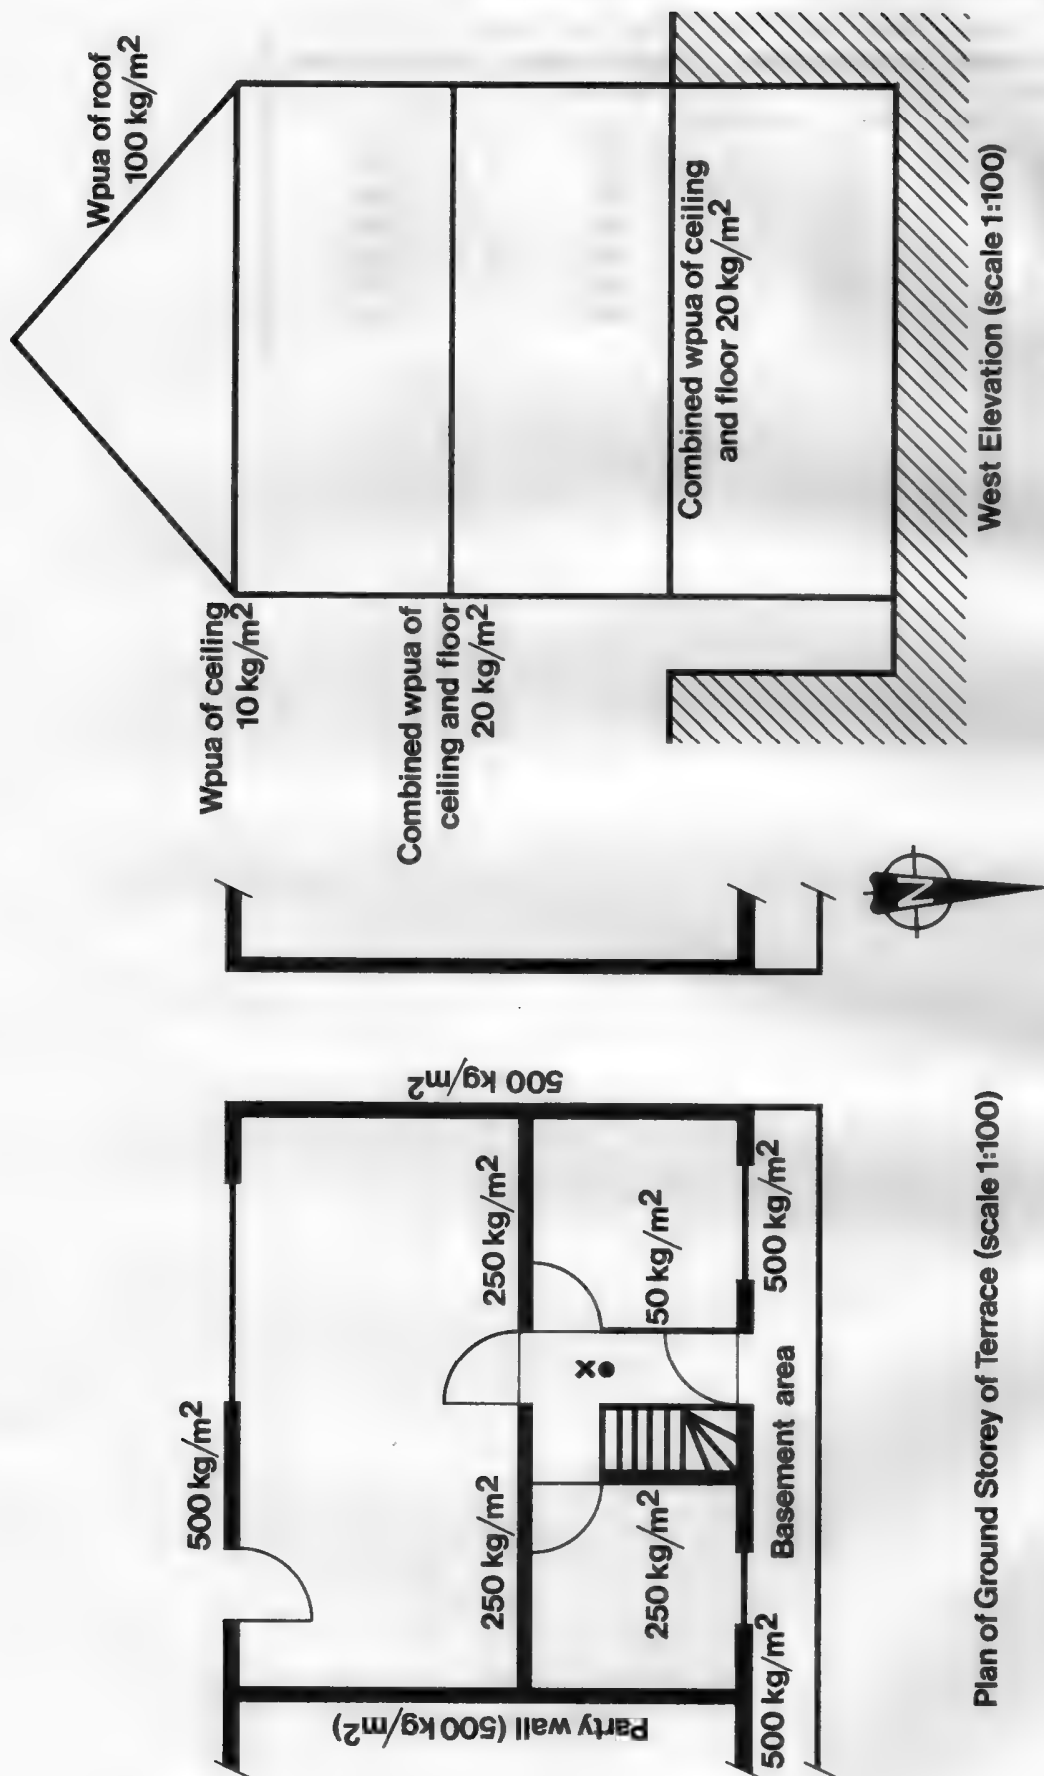 500 kg/m²
Party wall (500 kg/m²)
250 kg/m²
250 kg/m²
500 kg/m²
x
250 kg/m²
50 kg/m²
500 kg/m²
Basement area
500 kg/m²
Plan of Ground Storey of Terrace (scale 1:100)
N
Wpua of roof
100 kg/m²
Wpua of ceiling
10 kg/m²
Combined wpua of
ceiling and floor
20 kg/m²
Combined wpua of ceiling
and floor 20 kg/m²
West Elevation (scale 1:100)